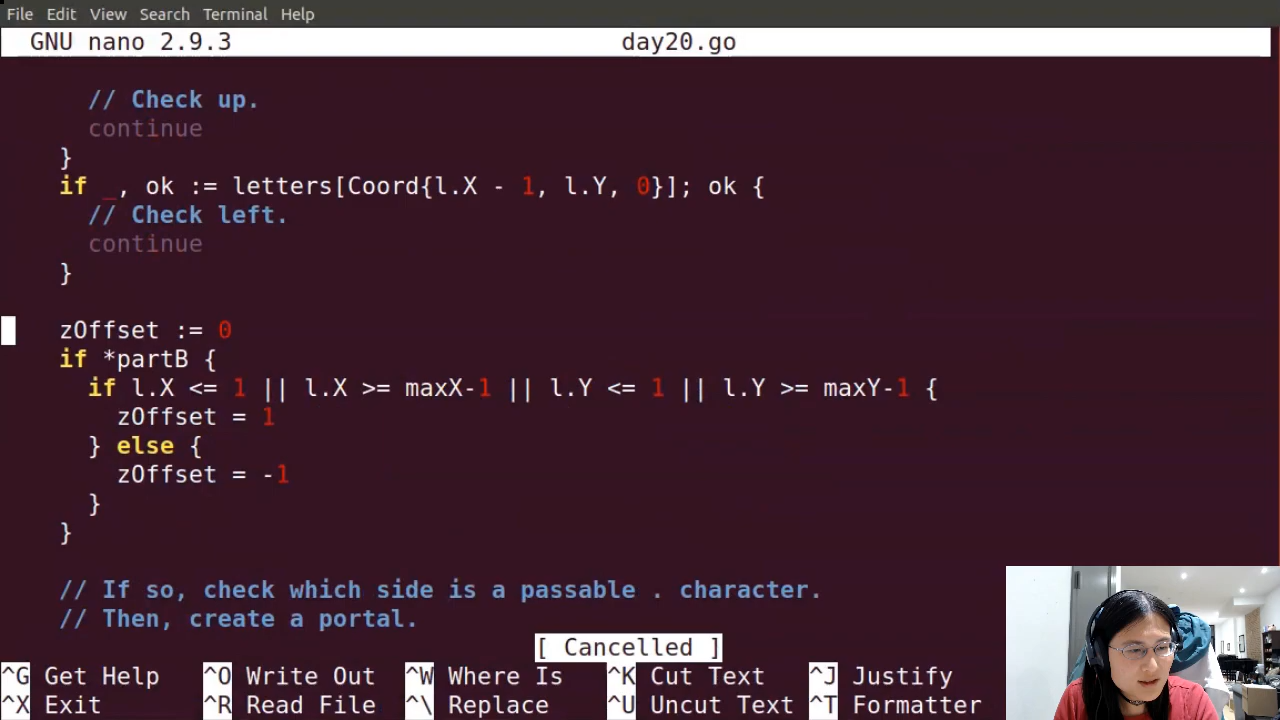 File Edit View Search Terminal Help
GNU nano 2.9.3 day20.go
// Check up.
continue
}
if _, ok := letters[Coord{l.X - 1, l.Y, 0}]; ok {
// Check left.
continue
}
zOffset := 0
if *partB {
if l.X <= 1 || l.X >= maxX-1 || l.Y <= 1 || l.Y >= maxY-1 {
zOffset = 1
} else {
zOffset = -1
}
}
// If so, check which side is a passable . character.
// Then, create a portal.
[ Cancelled ]
^G Get Help ^O Write Out ^W Where Is ^K Cut Text ^J Justify
^X Exit ^R Read File ^\ Replace ^U Uncut Text ^T Formatter